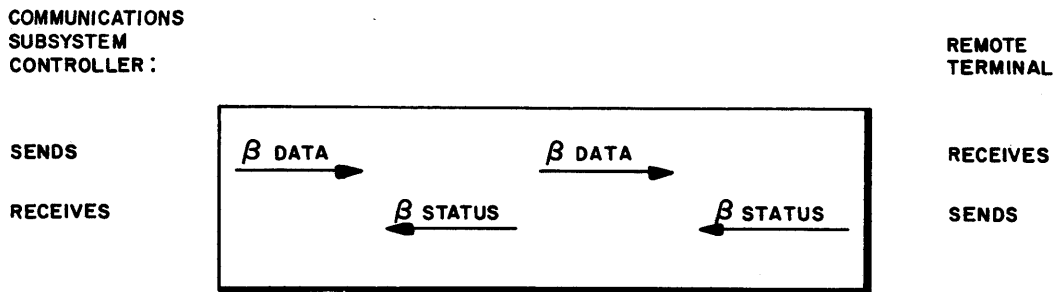 COMMUNICATIONS
SUBSYSTEM
CONTROLLER:
REMOTE
TERMINAL
SENDS
β DATA
β DATA
RECEIVES
RECEIVES
β STATUS
β STATUS
SENDS